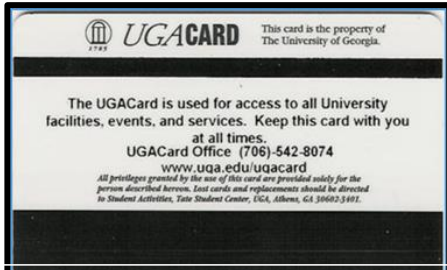 UGACARD
This card is the property of
The University of Georgia.
1785
The UGACard is used for access to all University
facilities, events, and services. Keep this card with you
at all times.
UGACard Office (706)-542-8074
www.uga.edu/ugacard
All privileges granted by the use of this card are provided solely for the
person described hereon. Lost cards and replacements should be directed
to Student Activities, Tate Student Center, UGA, Athens, GA 30602-3401.